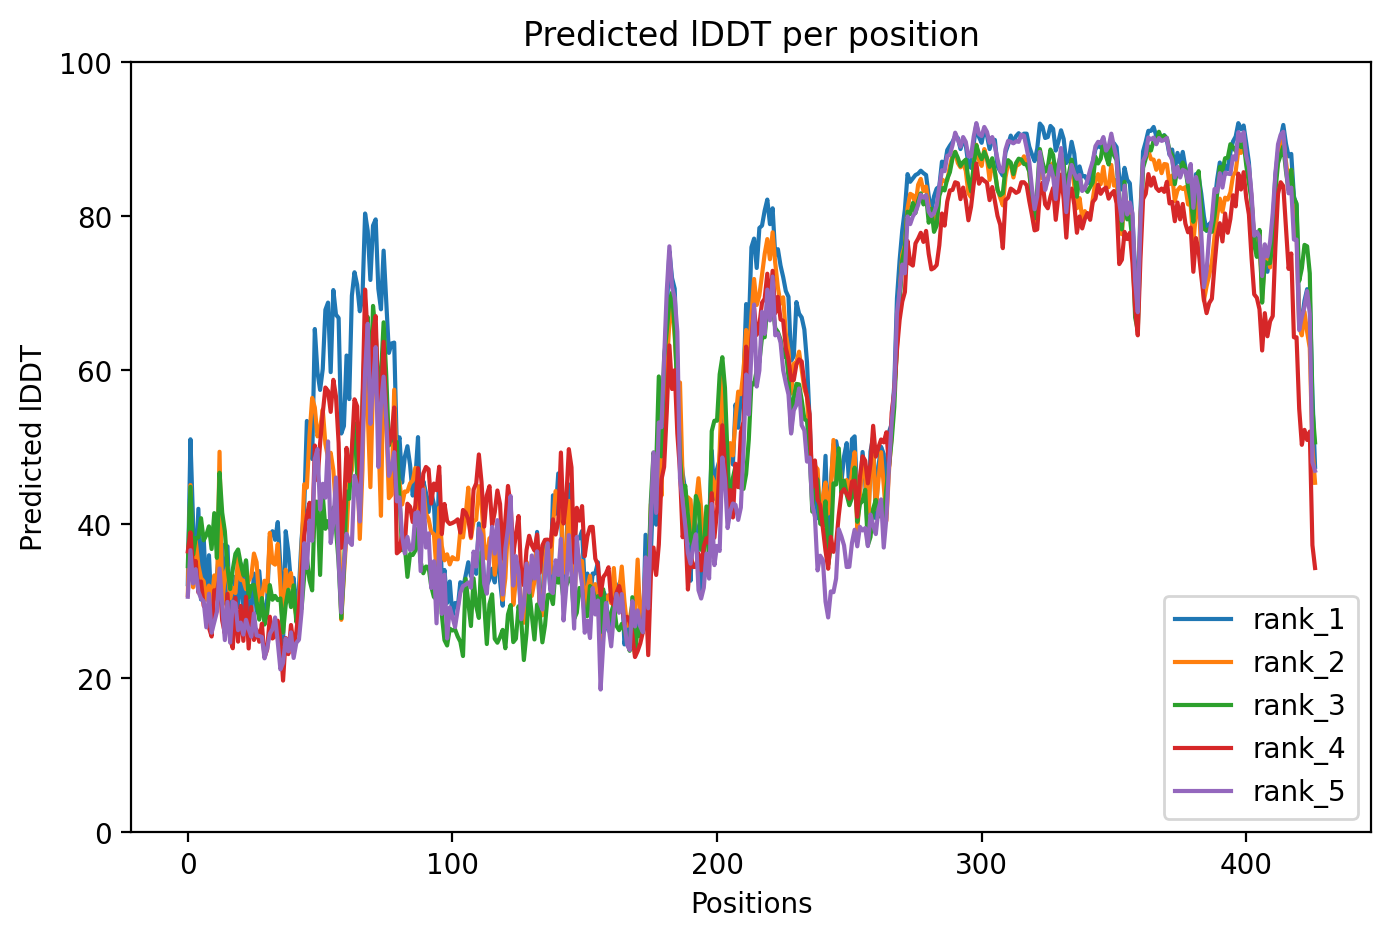 Predicted lDDT per position
Predicted lDDT
100
80
60
40
20
0
0
100
200
300
400
Positions
rank_1
rank_2
rank_3
rank_4
rank_5